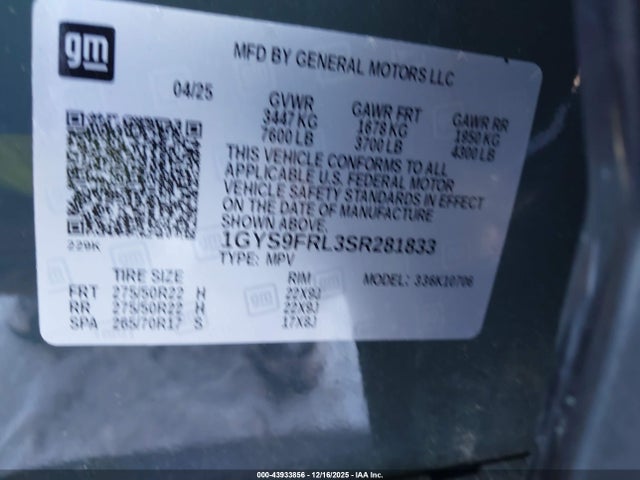 gm
MFD BY GENERAL MOTORS LLC
04/25
GVWR
3447 KG
7600 LB
GAWR FRT
1678 KG
3700 LB
GAWR RR
1950 KG
4300 LB
THIS VEHICLE CONFORMS TO ALL
APPLICABLE U.S. FEDERAL MOTOR
VEHICLE SAFETY STANDARDS IN EFFECT
ON THE DATE OF MANUFACTURE
SHOWN ABOVE.
229K
1GYS9FRL3SR281833
TYPE: MPV
MODEL: 336K10706
TIRE SIZE RIM
FRT 275/50R22 H 22X9J
RR 275/50R22 H 22X9J
SPA 265/70R17 S 17X8J
000-43933856 - 12/16/2025 - IAA Inc.